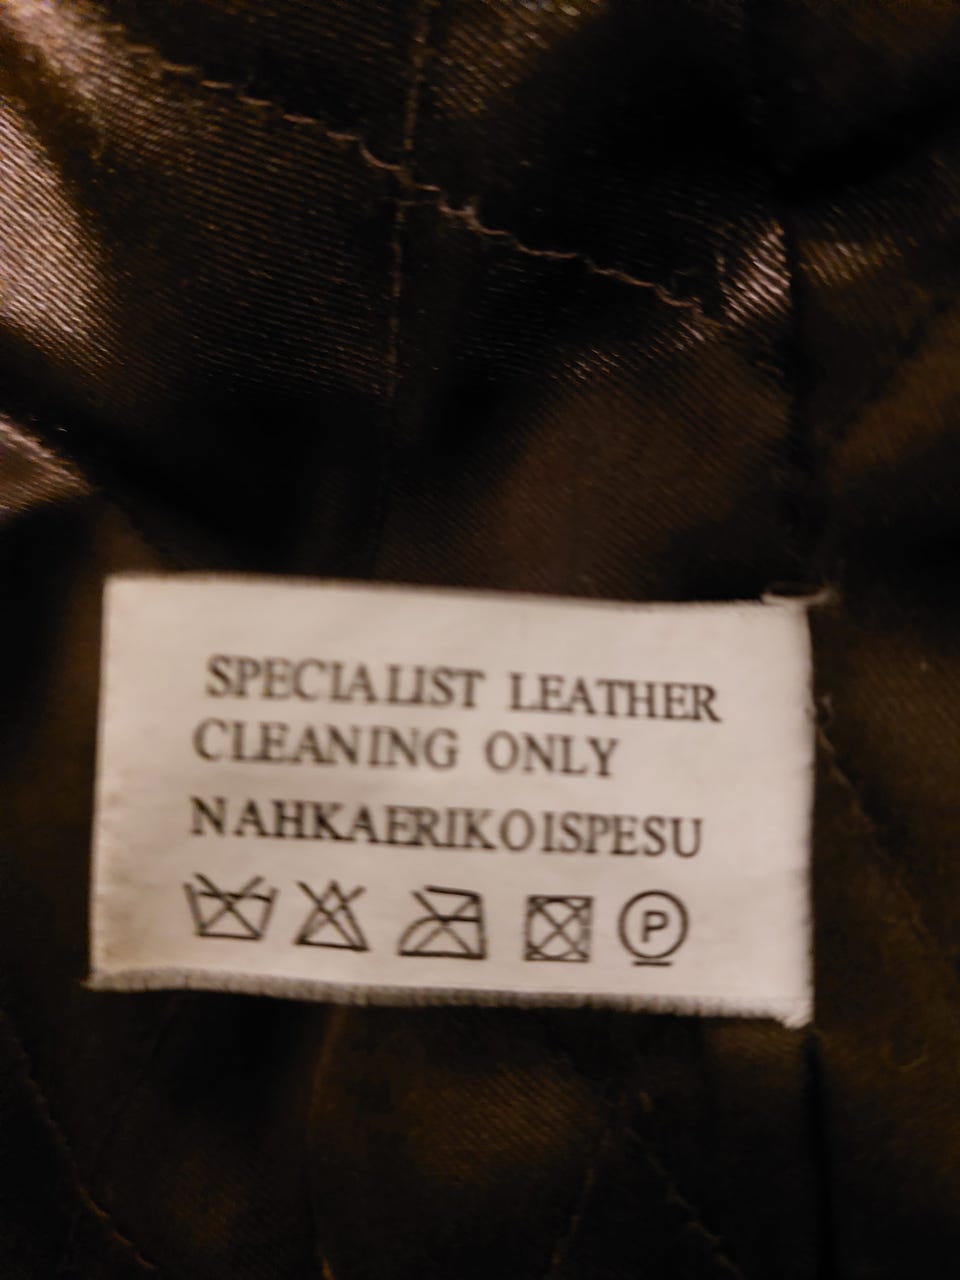 SPECIALIST LEATHER
CLEANING ONLY
NAHKAERIKOISPESU
P